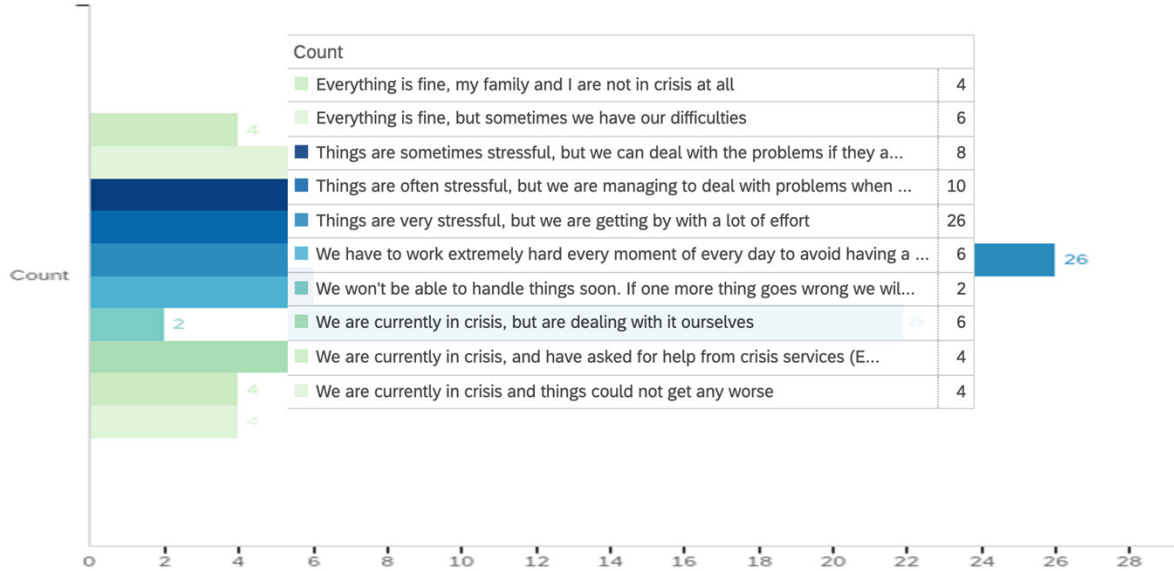 Count
Everything is fine, my family and I are not in crisis at all 4
4
Everything is fine, but sometimes we have our difficulties 6
Things are sometimes stressful, but we can deal with the problems if they a... 8
Things are often stressful, but we are managing to deal with problems when ... 10
Things are very stressful, but we are getting by with a lot of effort 26
We have to work extremely hard every moment of every day to avoid having a ... 6
26
Count
We won't be able to handle things soon. If one more thing goes wrong we wil... 2
2
We are currently in crisis, but are dealing with it ourselves 6
26
We are currently in crisis, and have asked for help from crisis services (E... 4
4
We are currently in crisis and things could not get any worse 4
4
0 2 4 6 8 10 12 14 16 18 20 22 24 26 28